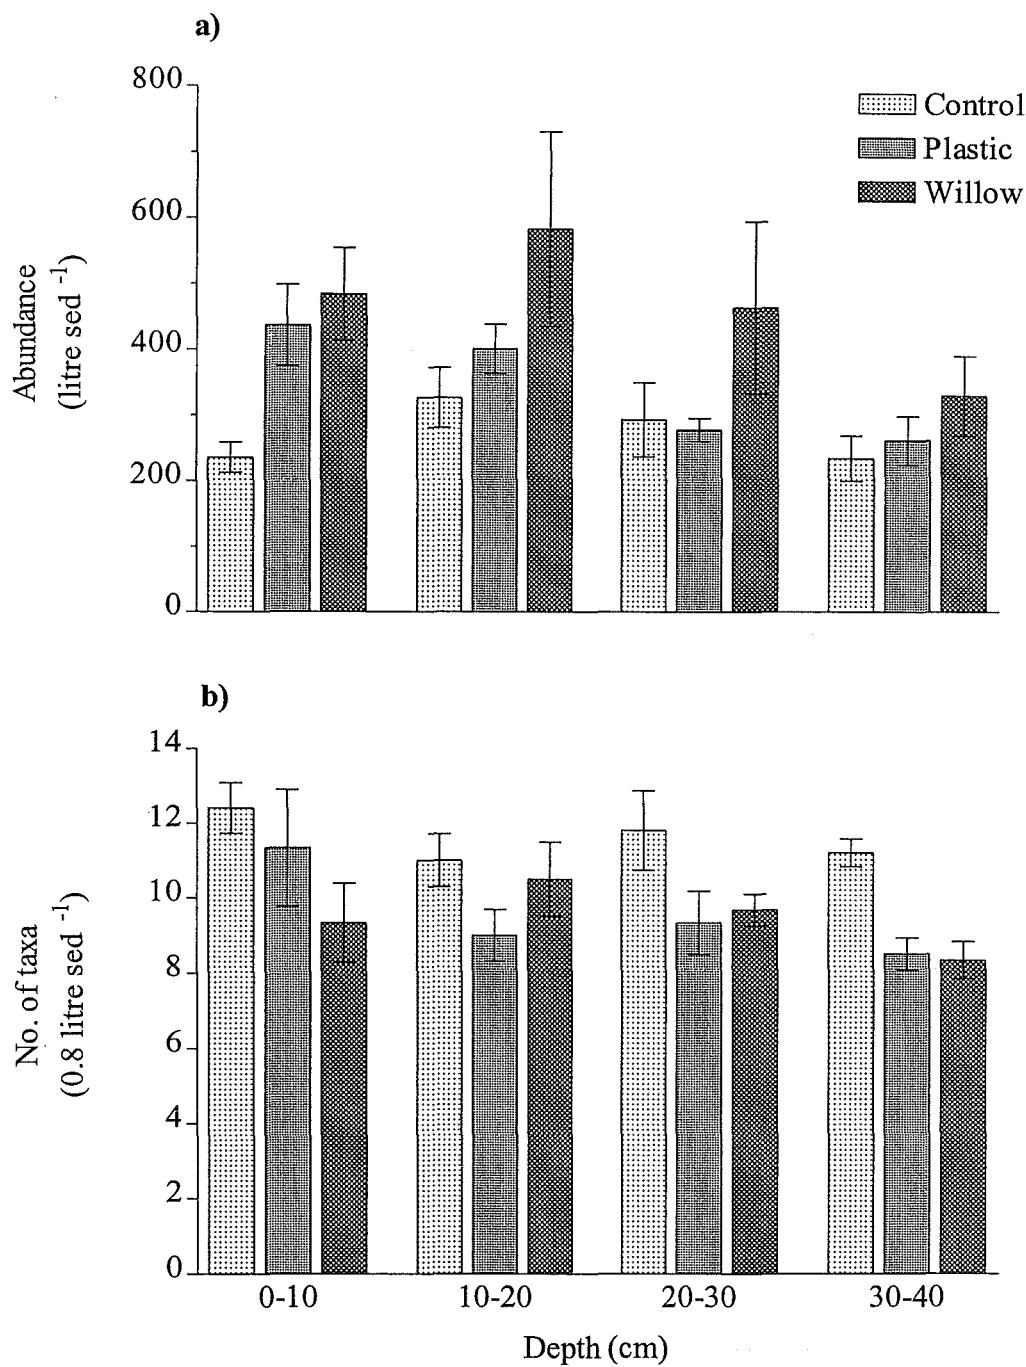 a)
800
600
400
200
0
Abundance
(litre sed -1)
Control
Plastic
Willow
b)
14
12
10
8
6
4
2
0
No. of taxa
(0.8 litre sed -1)
0-10 10-20 20-30 30-40
Depth (cm)